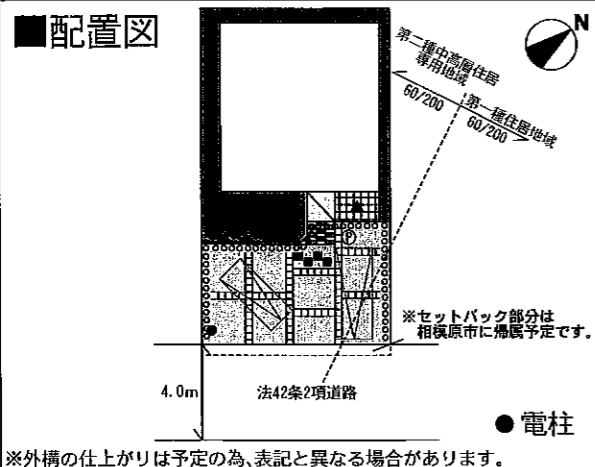 ■配置図
N
第二種中高層住居
専用地域
60/200
第一種住居地域
60/200
P
※セットバック部分は
相模原市に帰属予定です。
4.0m
法42条2項道路
●電柱
※外構の仕上がりは予定の為、表記と異なる場合があります。